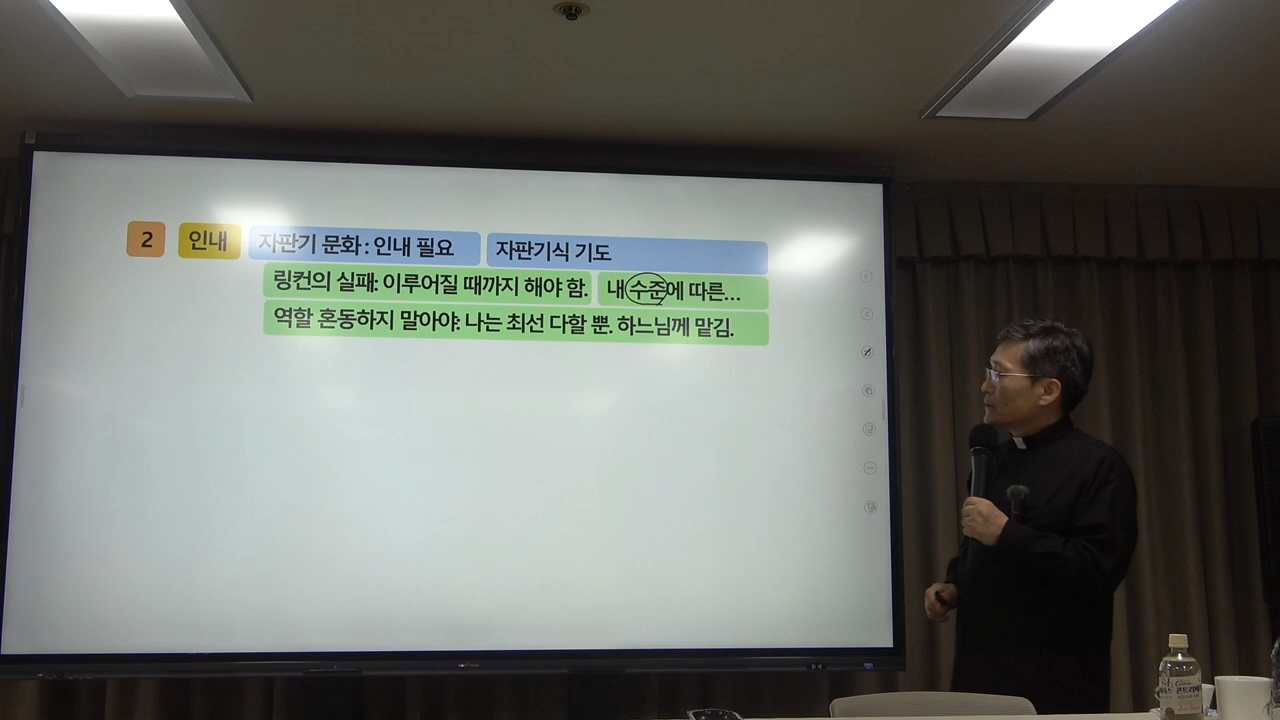 2 인내 자판기 문화 : 인내 필요 자판기식 기도
링컨의 실패: 이루어질 때까지 해야 함. 내 수준에 따른...
역할 혼동하지 말아야: 나는 최선 다할 뿐. 하느님께 맡김.